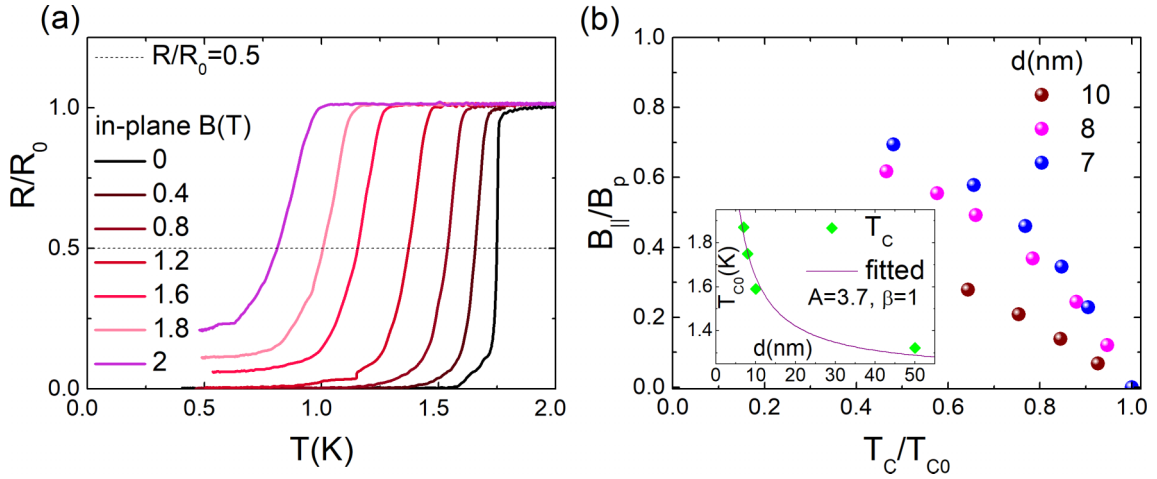 (a)
R/R₀=0.5
in-plane B(T)
0
0.4
0.8
1.2
1.6
1.8
2
R/R₀
1.0
0.5
0.0
0.0 0.5 1.0 1.5 2.0
T(K)
(b)
d(nm)
10
8
7
B||/Bₚ
1.0
0.8
0.6
0.4
0.2
0.0
0.0 0.2 0.4 0.6 0.8 1.0
T_C/T_C0
T_C
fitted
A=3.7, β=1
T_C0(K)
1.8
1.6
1.4
d(nm)
0 10 20 30 40 50